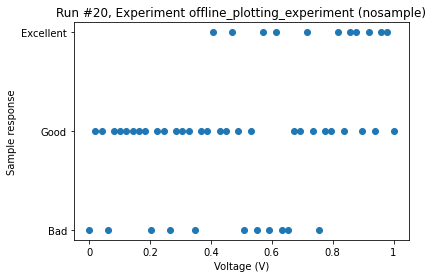 Run #20, Experiment offline_plotting_experiment (nosample)
Excellent
Good
Bad
Sample response
0
0.2
0.4
0.6
0.8
1
Voltage (V)